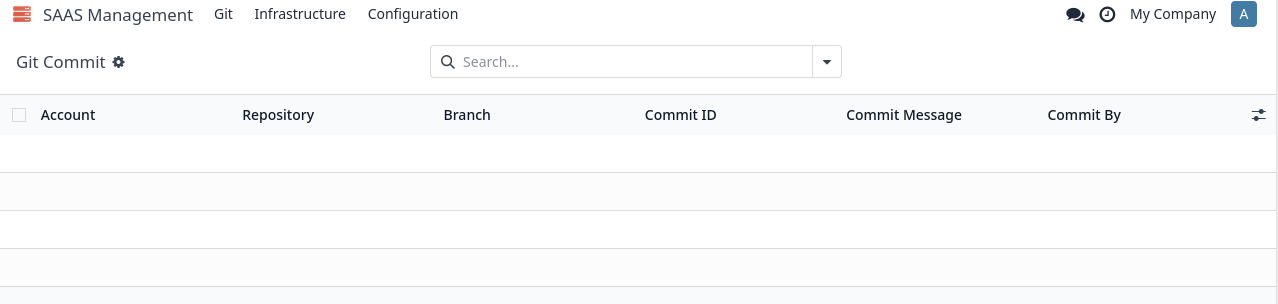 SAAS Management Git Infrastructure Configuration My Company A
Git Commit Search...
Account Repository Branch Commit ID Commit Message Commit By